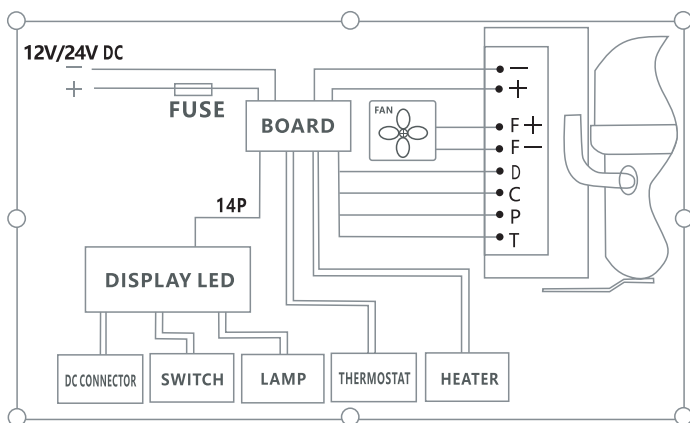 12V/24V DC
−
+
FUSE
BOARD
FAN
−
+
F+
F−
D
C
P
T
14P
DISPLAY LED
DC CONNECTOR
SWITCH
LAMP
THERMOSTAT
HEATER